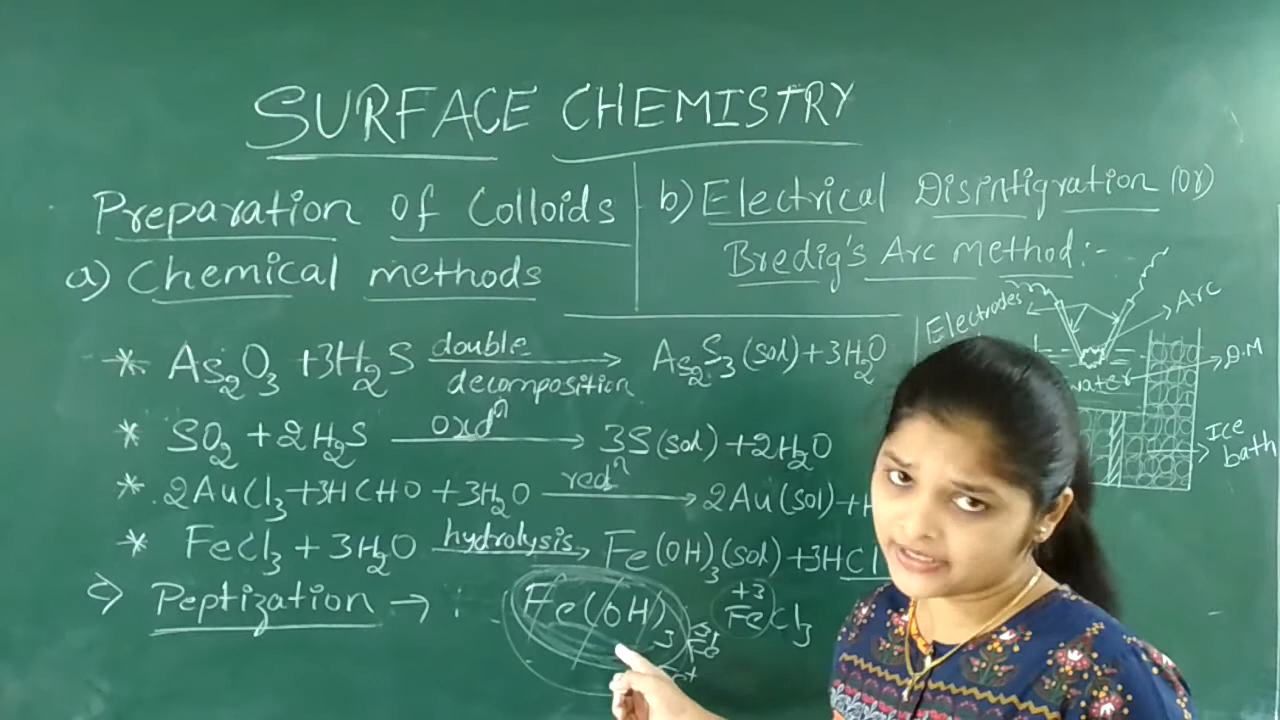 SURFACE CHEMISTRY
Preparation of Colloids
a) Chemical methods
* As₂O₃ + 3H₂S double decomposition → As₂S₃ (sol) + 3H₂O
* SO₂ + 2H₂S oxdⁿ → 3S (sol) + 2H₂O
* 2AuCl₃ + 3HCHO + 3H₂O redⁿ → 2Au (sol) +
* FeCl₃ + 3H₂O hydrolysis → Fe(OH)₃ (sol) + 3HCl
c) Peptization → Fe(OH)₃
+3
FeCl₃
b) Electrical Disintigration (or)
Bredig's Arc Method:-
Electrodes
Arc
water
D.M
Ice
bath